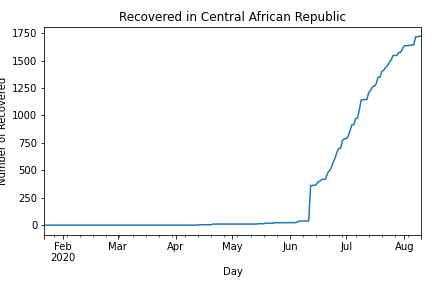 Recovered in Central African Republic
Number of Recovered
1750
1500
1250
1000
750
500
250
0
Feb
2020
Mar
Apr
May
Jun
Jul
Aug
Day